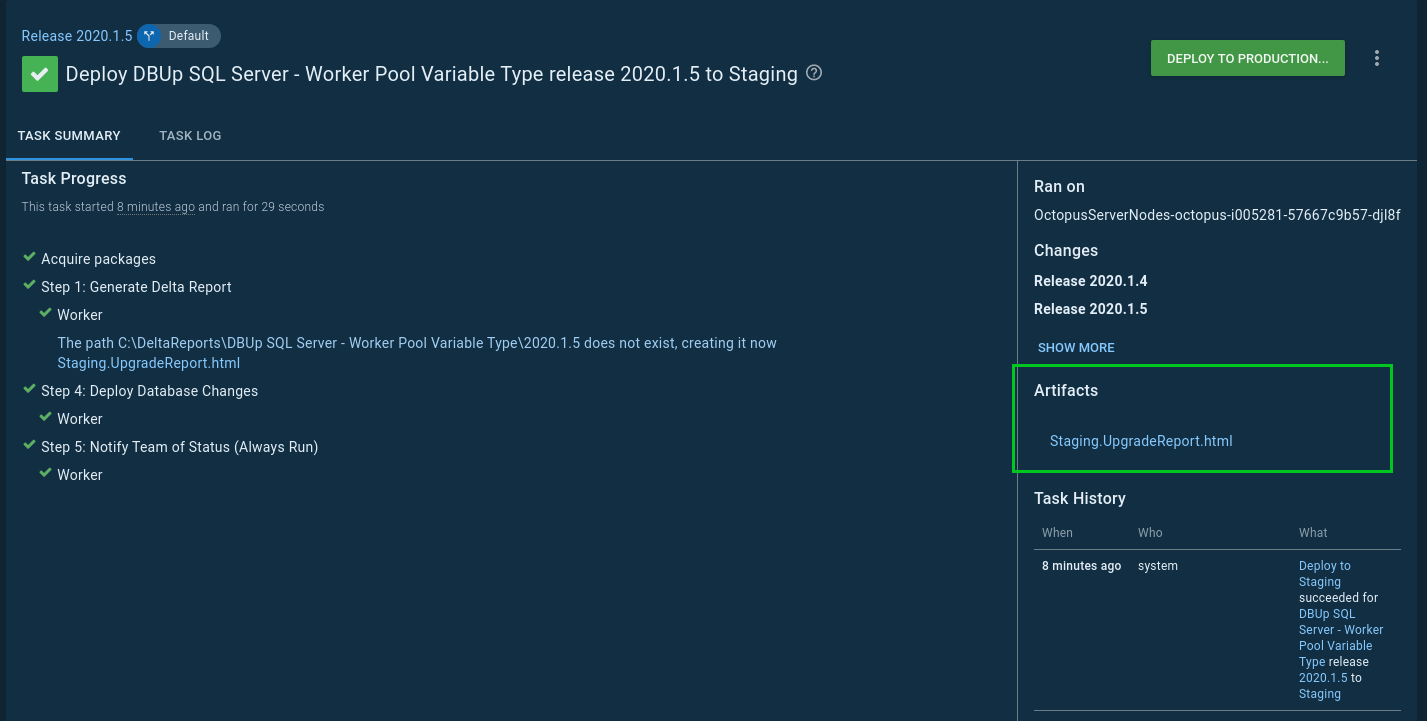 Release 2020.1.5 Default
Deploy DBUp SQL Server - Worker Pool Variable Type release 2020.1.5 to Staging
DEPLOY TO PRODUCTION...
TASK SUMMARY
TASK LOG
Task Progress
This task started 8 minutes ago and ran for 29 seconds
Acquire packages
Step 1: Generate Delta Report
Worker
The path C:\DeltaReports\DBUp SQL Server - Worker Pool Variable Type\2020.1.5 does not exist, creating it now
Staging.UpgradeReport.html
Step 4: Deploy Database Changes
Worker
Step 5: Notify Team of Status (Always Run)
Worker
Ran on
OctopusServerNodes-octopus-i005281-57667c9b57-djl8f
Changes
Release 2020.1.4
Release 2020.1.5
SHOW MORE
Artifacts
Staging.UpgradeReport.html
Task History
When Who What
8 minutes ago system Deploy to
Staging
succeeded for
DBUp SQL
Server - Worker
Pool Variable
Type release
2020.1.5 to
Staging